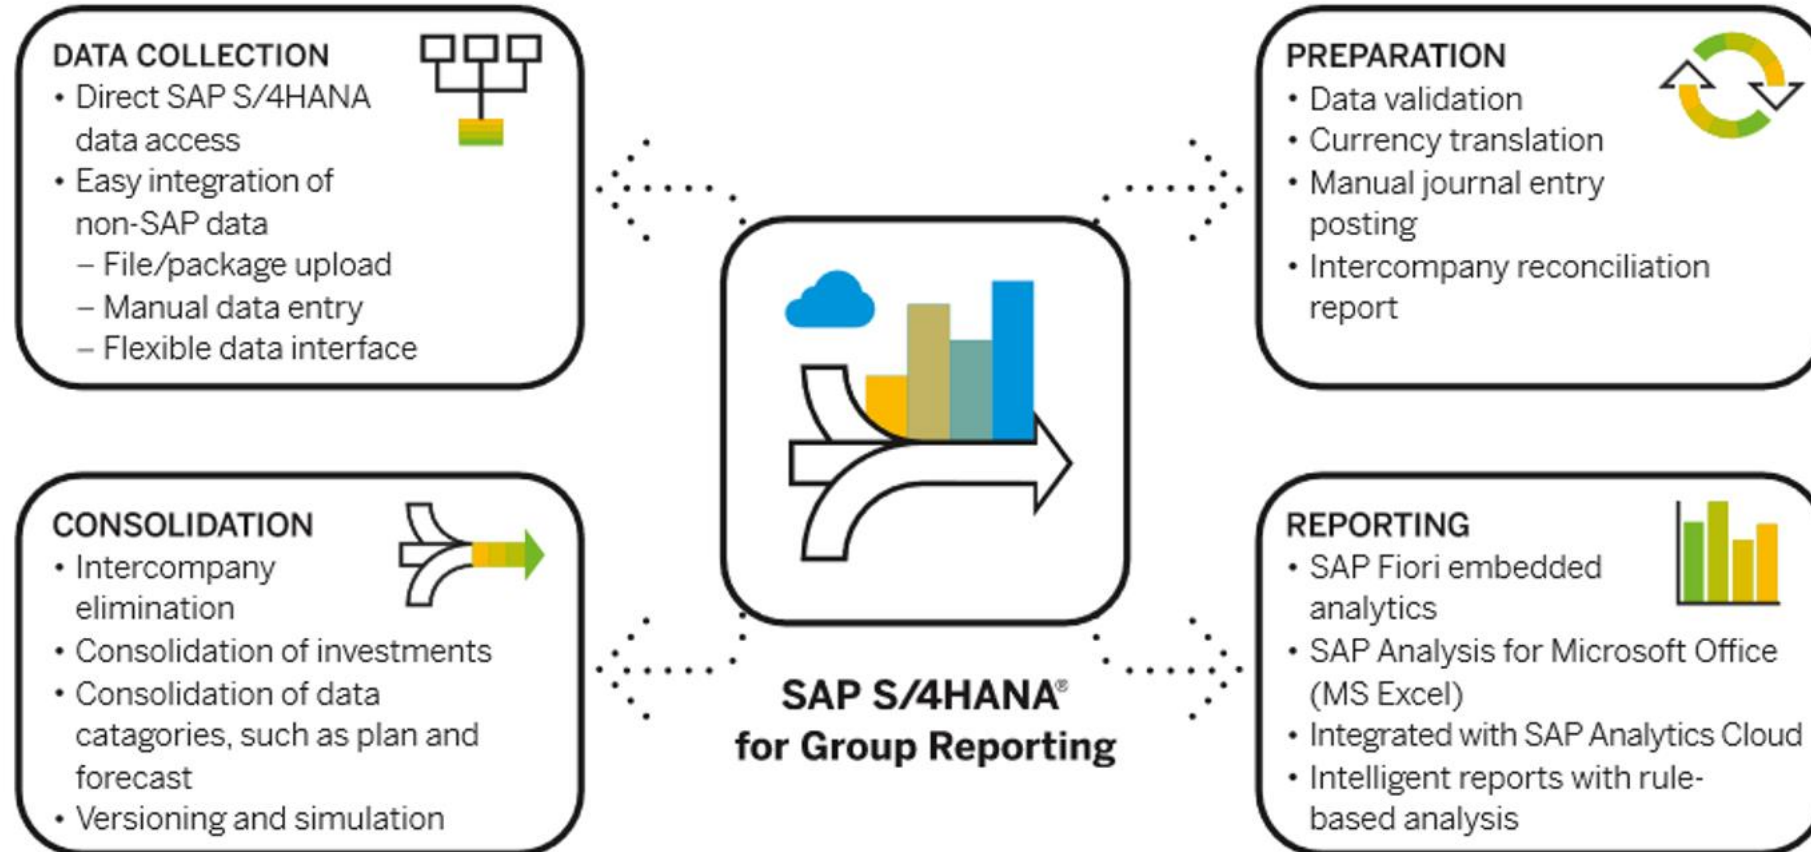 DATA COLLECTION
• Direct SAP S/4HANA
data access
• Easy integration of
non-SAP data
– File/package upload
– Manual data entry
– Flexible data interface
PREPARATION
• Data validation
• Currency translation
• Manual journal entry
posting
• Intercompany reconciliation
report
CONSOLIDATION
• Intercompany
elimination
• Consolidation of investments
• Consolidation of data
catagories, such as plan and
forecast
• Versioning and simulation
SAP S/4HANA®
for Group Reporting
REPORTING
• SAP Fiori embedded
analytics
• SAP Analysis for Microsoft Office
(MS Excel)
• Integrated with SAP Analytics Cloud
• Intelligent reports with rule-
based analysis